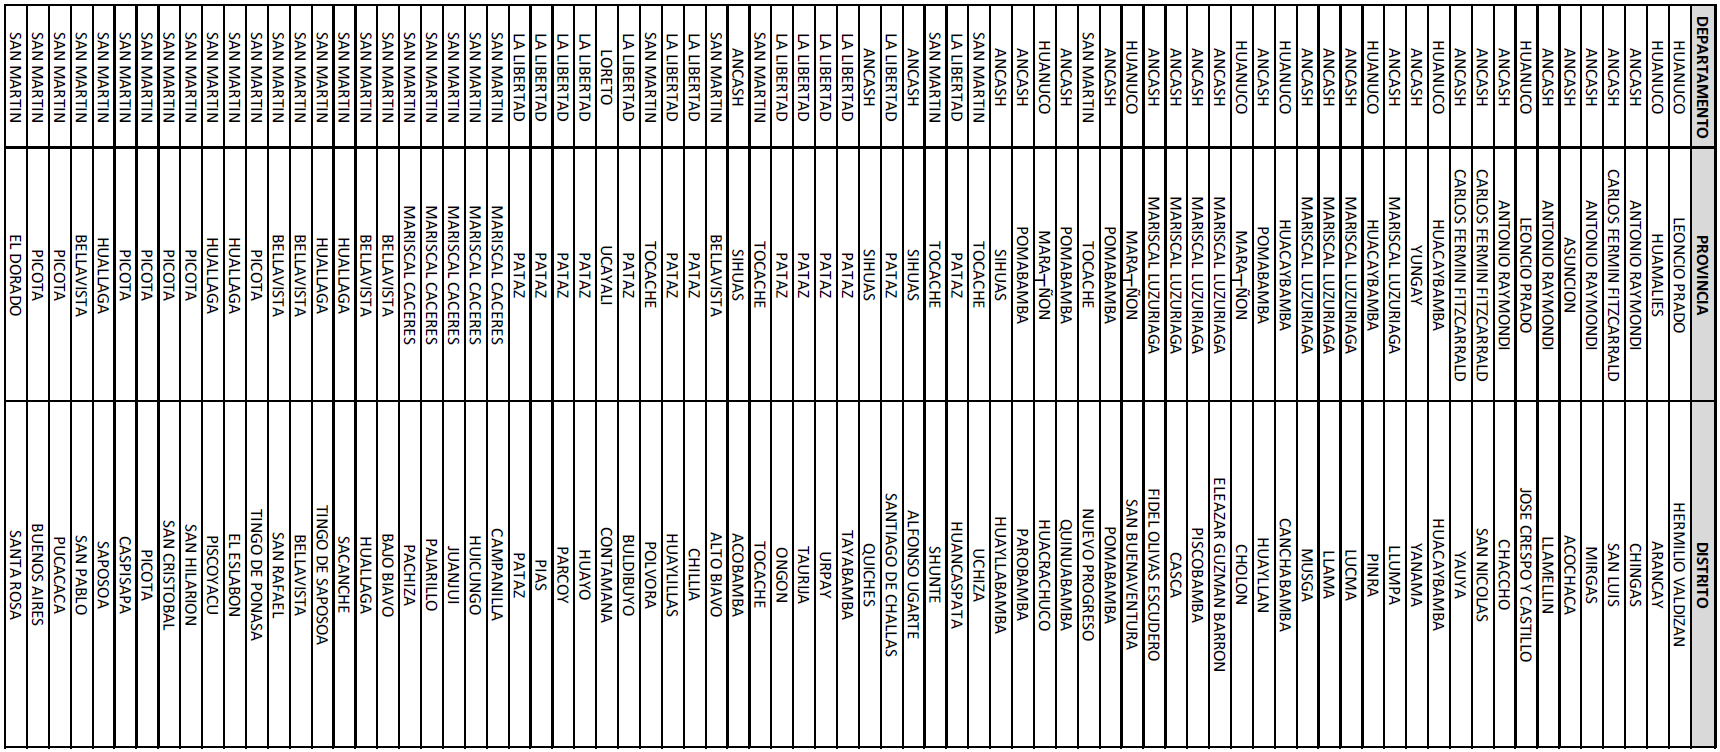 DEPARTAMENTO PROVINCIA DISTRITO
HUANUCO LEONCIO PRADO HERMILIO VALDIZAN
HUANUCO HUAMALIES ARANCAY
ANCASH ANTONIO RAYMONDI CHINGAS
ANCASH CARLOS FERMIN FITZCARRALD SAN LUIS
ANCASH ANTONIO RAYMONDI MIRGAS
ANCASH ASUNCION ACOCHACA
ANCASH ANTONIO RAYMONDI LLAMELLIN
HUANUCO LEONCIO PRADO JOSE CRESPO Y CASTILLO
ANCASH ANTONIO RAYMONDI CHACCHO
ANCASH CARLOS FERMIN FITZCARRALD SAN NICOLAS
ANCASH CARLOS FERMIN FITZCARRALD YAUYA
HUANUCO HUACAYBAMBA HUACAYBAMBA
ANCASH YUNGAY YANAMA
ANCASH MARISCAL LUZURIAGA LLUMPA
HUANUCO HUACAYBAMBA PINRA
ANCASH MARISCAL LUZURIAGA LUCMA
ANCASH MARISCAL LUZURIAGA LLAMA
ANCASH MARISCAL LUZURIAGA MUSGA
HUANUCO HUACAYBAMBA CANCHABAMBA
ANCASH POMABAMBA HUAYLLAN
HUANUCO MARA┬ÑON CHOLON
ANCASH MARISCAL LUZURIAGA ELEAZAR GUZMAN BARRON
ANCASH MARISCAL LUZURIAGA PISCOBAMBA
ANCASH MARISCAL LUZURIAGA CASCA
ANCASH MARISCAL LUZURIAGA FIDEL OLIVAS ESCUDERO
HUANUCO MARA┬ÑON SAN BUENAVENTURA
ANCASH POMABAMBA POMABAMBA
SAN MARTIN TOCACHE NUEVO PROGRESO
ANCASH POMABAMBA QUINUABAMBA
HUANUCO MARA┬ÑON HUACRACHUCO
ANCASH POMABAMBA PAROBAMBA
ANCASH SIHUAS HUAYLLABAMBA
SAN MARTIN TOCACHE UCHIZA
LA LIBERTAD PATAZ HUANCASPATA
SAN MARTIN TOCACHE SHUNTE
ANCASH SIHUAS ALFONSO UGARTE
LA LIBERTAD PATAZ SANTIAGO DE CHALLAS
ANCASH SIHUAS QUICHES
LA LIBERTAD PATAZ TAYABAMBA
LA LIBERTAD PATAZ URPAY
LA LIBERTAD PATAZ TAURIJA
LA LIBERTAD PATAZ ONGON
SAN MARTIN TOCACHE TOCACHE
ANCASH SIHUAS ACOBAMBA
SAN MARTIN BELLAVISTA ALTO BIAVO
LA LIBERTAD PATAZ CHILLIA
LA LIBERTAD PATAZ HUAYLILLAS
SAN MARTIN TOCACHE POLVORA
LA LIBERTAD PATAZ BULDIBUYO
LORETO UCAYALI CONTAMANA
LA LIBERTAD PATAZ HUAYO
LA LIBERTAD PATAZ PARCOY
LA LIBERTAD PATAZ PIAS
LA LIBERTAD PATAZ PATAZ
SAN MARTIN MARISCAL CACERES CAMPANILLA
SAN MARTIN MARISCAL CACERES HUICUNGO
SAN MARTIN MARISCAL CACERES JUANJUI
SAN MARTIN MARISCAL CACERES PAJARILLO
SAN MARTIN MARISCAL CACERES PACHIZA
SAN MARTIN BELLAVISTA BAJO BIAVO
SAN MARTIN BELLAVISTA HUALLAGA
SAN MARTIN HUALLAGA SACANCHE
SAN MARTIN HUALLAGA TINGO DE SAPOSOA
SAN MARTIN BELLAVISTA BELLAVISTA
SAN MARTIN BELLAVISTA SAN RAFAEL
SAN MARTIN PICOTA TINGO DE PONASA
SAN MARTIN HUALLAGA EL ESLABON
SAN MARTIN HUALLAGA PISCOYACU
SAN MARTIN PICOTA SAN HILARION
SAN MARTIN PICOTA SAN CRISTOBAL
SAN MARTIN PICOTA PICOTA
SAN MARTIN PICOTA CASPISAPA
SAN MARTIN HUALLAGA SAPOSOA
SAN MARTIN BELLAVISTA SAN PABLO
SAN MARTIN PICOTA PUCACACA
SAN MARTIN PICOTA BUENOS AIRES
SAN MARTIN EL DORADO SANTA ROSA